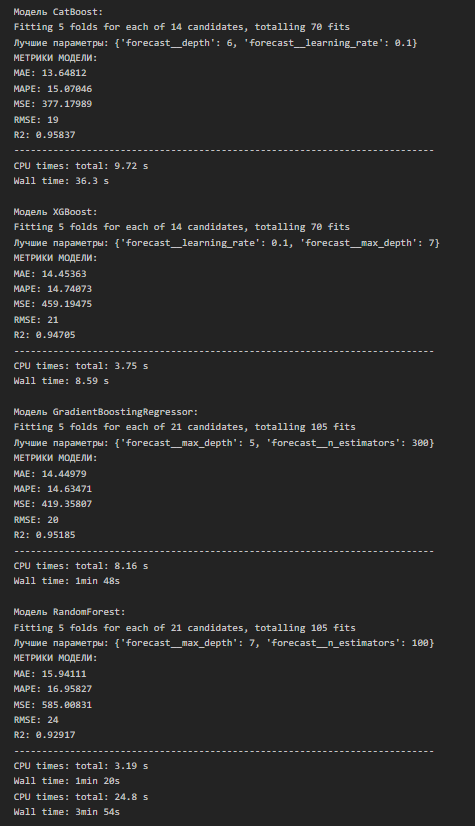 Модель CatBoost:
Fitting 5 folds for each of 14 candidates, totalling 70 fits
Лучшие параметры: {'forecast__depth': 6, 'forecast__learning_rate': 0.1}
МЕТРИКИ МОДЕЛИ:
MAE: 13.64812
MAPE: 15.07046
MSE: 377.17989
RMSE: 19
R2: 0.95837
---------------------------------------------------------------------------
CPU times: total: 9.72 s
Wall time: 36.3 s
Модель XGBoost:
Fitting 5 folds for each of 14 candidates, totalling 70 fits
Лучшие параметры: {'forecast__learning_rate': 0.1, 'forecast__max_depth': 7}
МЕТРИКИ МОДЕЛИ:
MAE: 14.45363
MAPE: 14.74073
MSE: 459.19475
RMSE: 21
R2: 0.94705
---------------------------------------------------------------------------
CPU times: total: 3.75 s
Wall time: 8.59 s
Модель GradientBoostingRegressor:
Fitting 5 folds for each of 21 candidates, totalling 105 fits
Лучшие параметры: {'forecast__max_depth': 5, 'forecast__n_estimators': 300}
МЕТРИКИ МОДЕЛИ:
MAE: 14.44979
MAPE: 14.63471
MSE: 419.35807
RMSE: 20
R2: 0.95185
---------------------------------------------------------------------------
CPU times: total: 8.16 s
Wall time: 1min 48s
Модель RandomForest:
Fitting 5 folds for each of 21 candidates, totalling 105 fits
Лучшие параметры: {'forecast__max_depth': 7, 'forecast__n_estimators': 100}
МЕТРИКИ МОДЕЛИ:
MAE: 15.94111
MAPE: 16.95827
MSE: 585.00831
RMSE: 24
R2: 0.92917
---------------------------------------------------------------------------
CPU times: total: 3.19 s
Wall time: 1min 20s
CPU times: total: 24.8 s
Wall time: 3min 54s